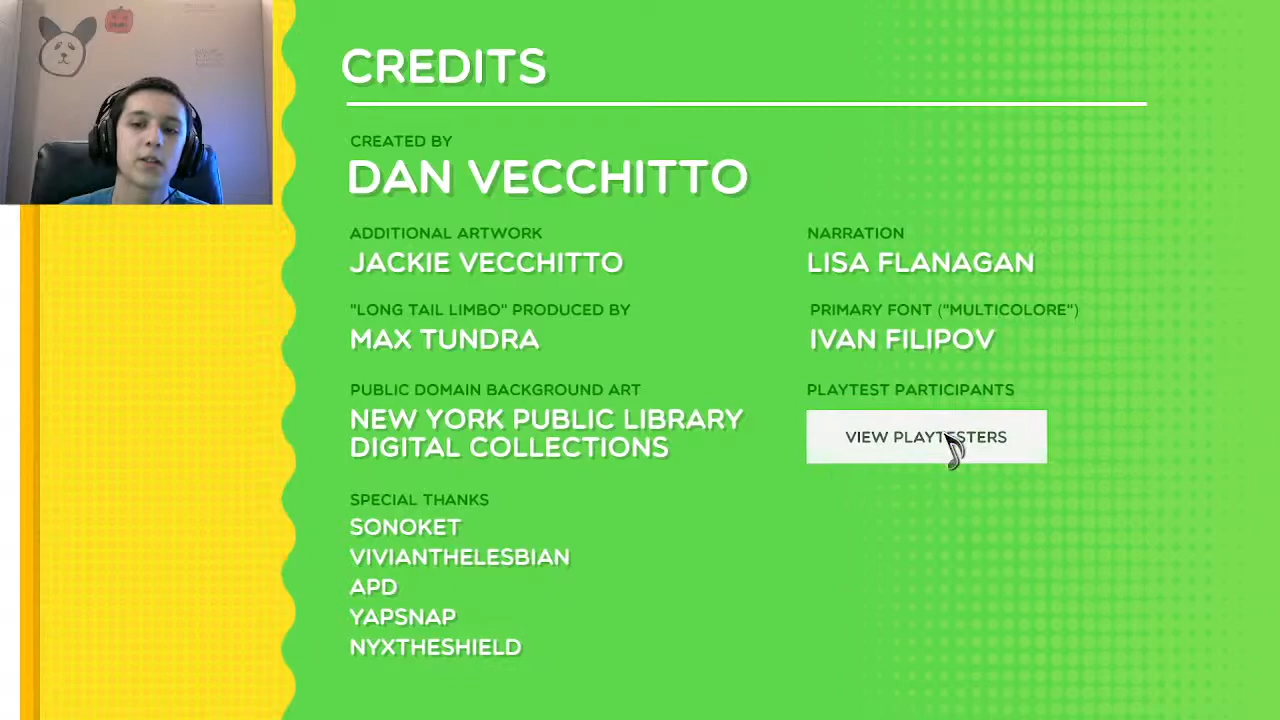 CREDITS
CREATED BY
DAN VECCHITTO
ADDITIONAL ARTWORK
JACKIE VECCHITTO
NARRATION
LISA FLANAGAN
"LONG TAIL LIMBO" PRODUCED BY
MAX TUNDRA
PRIMARY FONT ("MULTICOLORE")
IVAN FILIPOV
PUBLIC DOMAIN BACKGROUND ART
NEW YORK PUBLIC LIBRARY
DIGITAL COLLECTIONS
PLAYTEST PARTICIPANTS
VIEW PLAYTESTERS
SPECIAL THANKS
SONOKET
VIVIANTHELESBIAN
APD
YAPSNAP
NYXTHESHIELD